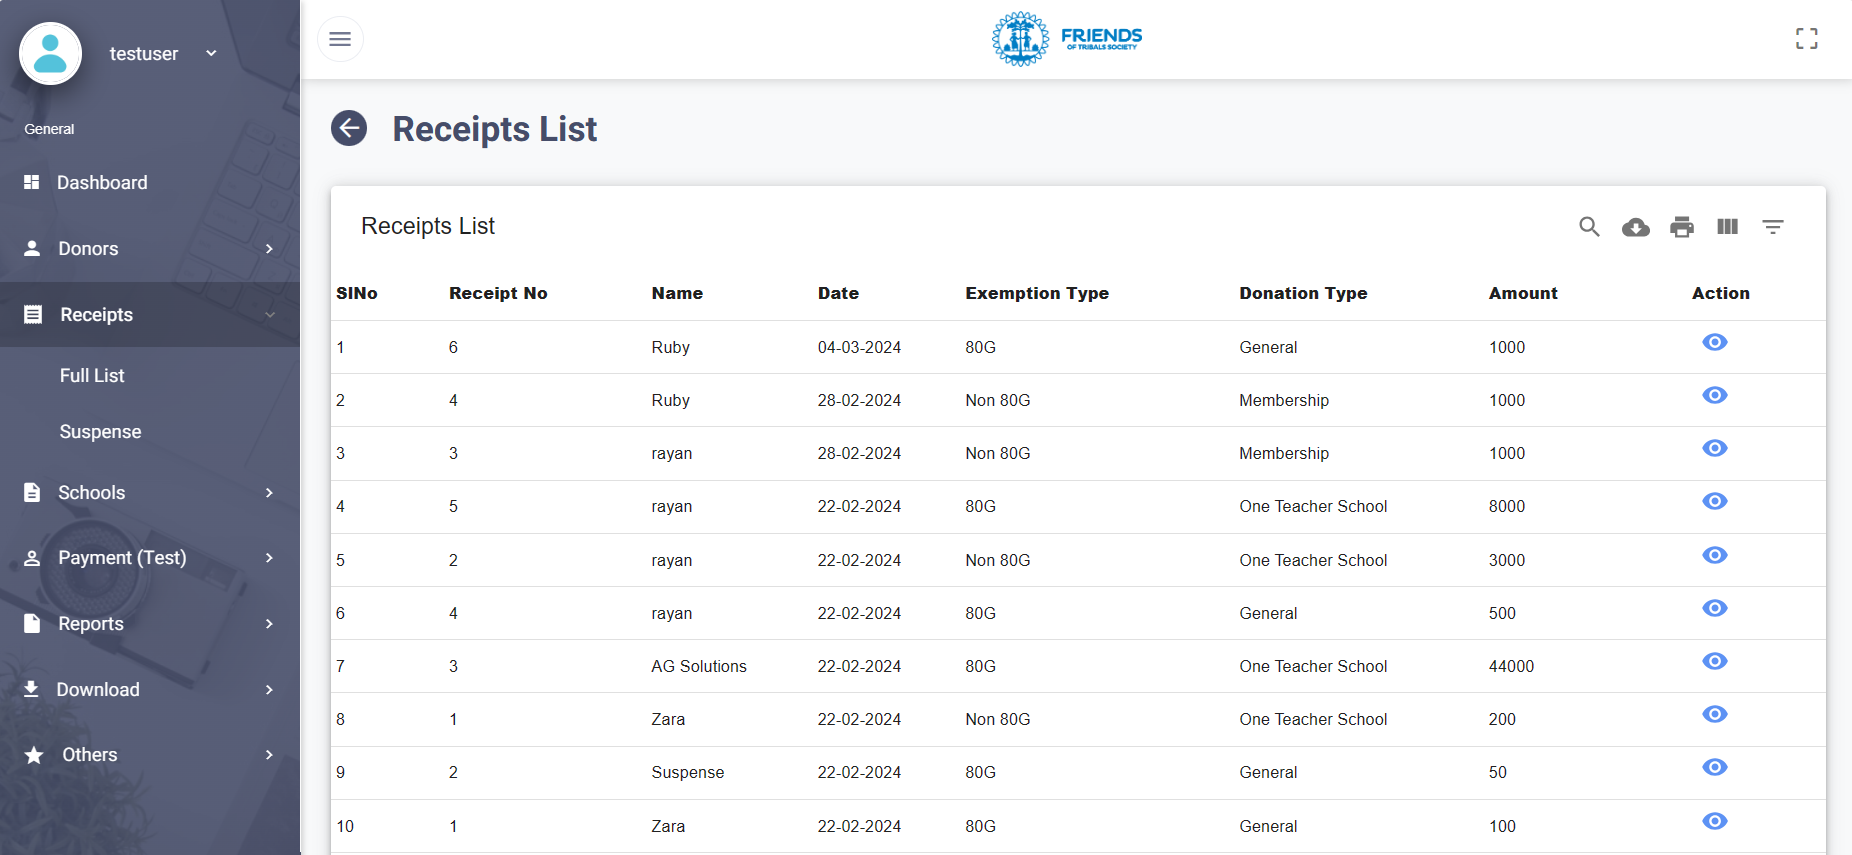 testuser
General
Dashboard
Donors
Receipts
Full List
Suspense
Schools
Payment (Test)
Reports
Download
Others
FRIENDS
OF TRIBALS SOCIETY
Receipts List
Receipts List
SlNo Receipt No Name Date Exemption Type Donation Type Amount Action
1 6 Ruby 04-03-2024 80G General 1000
2 4 Ruby 28-02-2024 Non 80G Membership 1000
3 3 rayan 28-02-2024 Non 80G Membership 1000
4 5 rayan 22-02-2024 80G One Teacher School 8000
5 2 rayan 22-02-2024 Non 80G One Teacher School 3000
6 4 rayan 22-02-2024 80G General 500
7 3 AG Solutions 22-02-2024 80G One Teacher School 44000
8 1 Zara 22-02-2024 Non 80G One Teacher School 200
9 2 Suspense 22-02-2024 80G General 50
10 1 Zara 22-02-2024 80G General 100